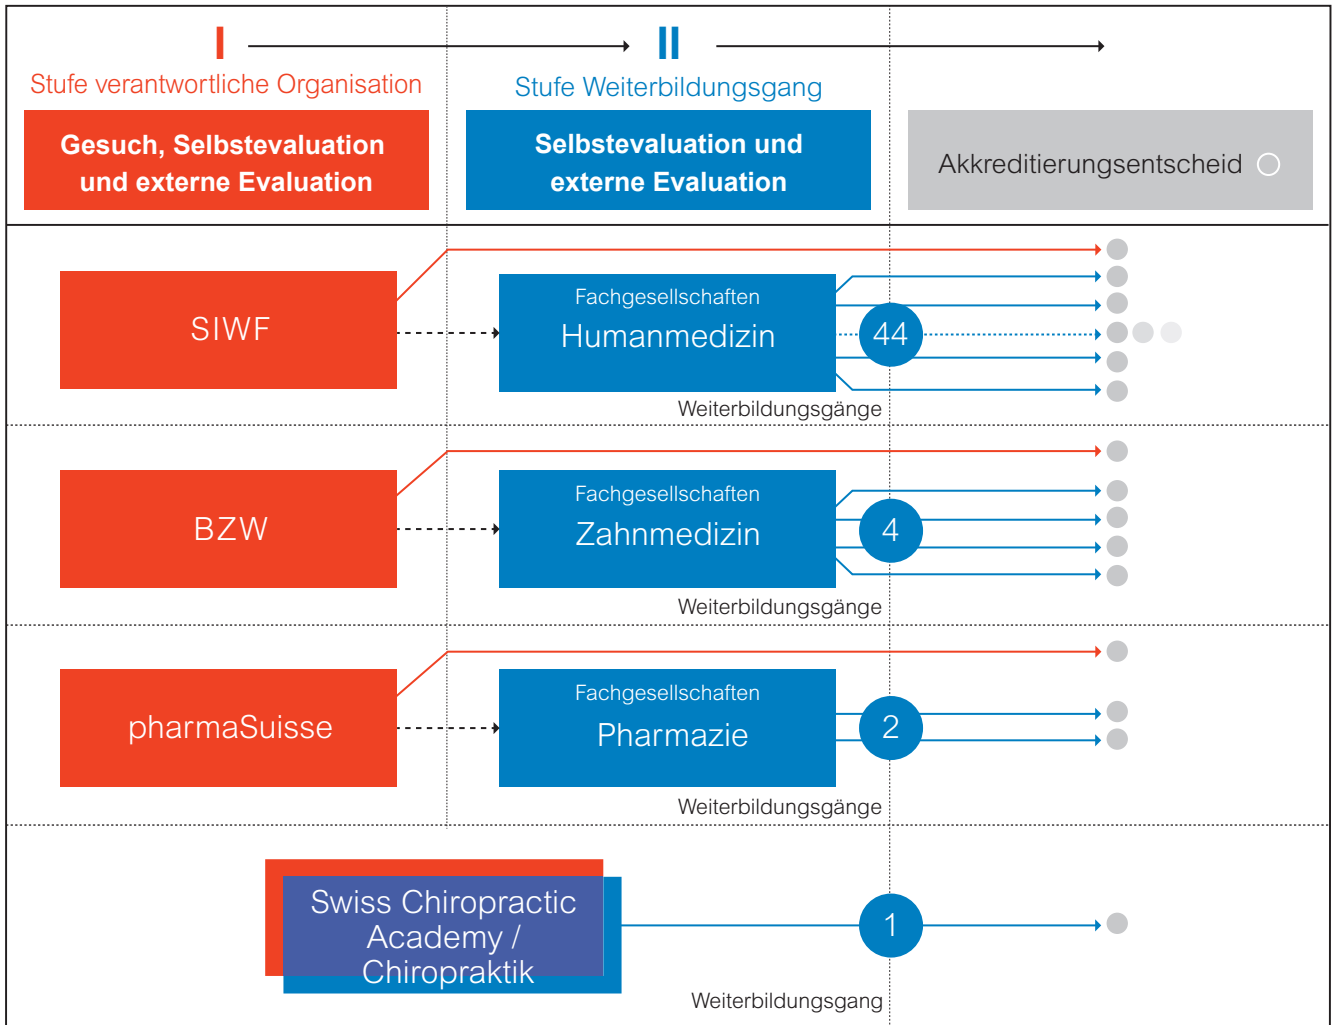 I
II
Stufe verantwortliche Organisation
Stufe Weiterbildungsgang
Gesuch, Selbstevaluation
und externe Evaluation
Selbstevaluation und
externe Evaluation
Akkreditierungsentscheid
SIWF
Fachgesellschaften
Humanmedizin
44
Weiterbildungsgänge
BZW
Fachgesellschaften
Zahnmedizin
4
Weiterbildungsgänge
pharmaSuisse
Fachgesellschaften
Pharmazie
2
Weiterbildungsgänge
Swiss Chiropractic
Academy /
Chiropraktik
1
Weiterbildungsgang